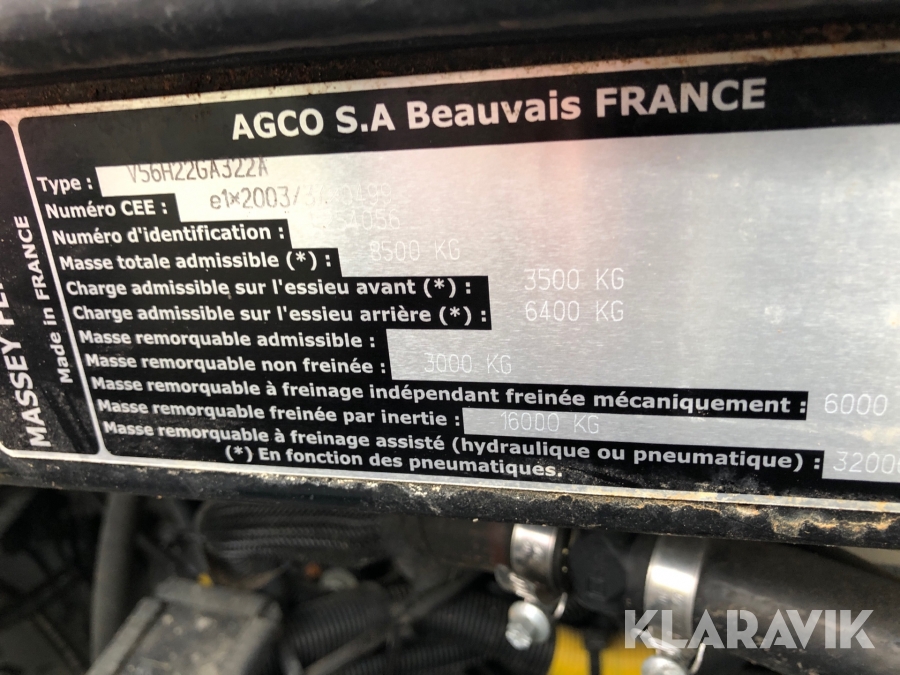 AGCO S.A Beauvais FRANCE
Type : V56H22GA322A
Numéro CEE : e1*2003/
Numéro d'identification :
Masse totale admissible (*) : 8500 KG
Charge admissible sur l'essieu avant (*) : 3500 KG
Charge admissible sur l'essieu arrière (*) : 6400 KG
Masse remorquable admissible :
Masse remorquable non freinée : 3000 KG
Masse remorquable à freinage indépendant freinée mécaniquement : 6000
Masse remorquable freinée par inertie : 16000 KG
Masse remorquable à freinage assisté (hydraulique ou pneumatique) : 3200
(*) En fonction des pneumatiques.
MASSEY
Made in FRANCE
KLARAVIK